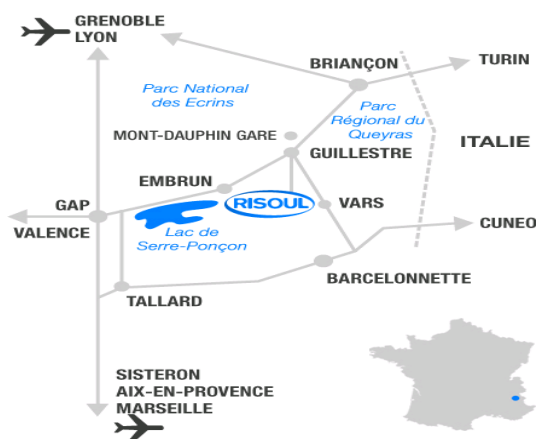 GRENOBLE
LYON
BRIANÇON
TURIN
Parc National
des Ecrins
Parc
Régional du
Queyras
MONT-DAUPHIN GARE
ITALIE
GUILLESTRE
EMBRUN
RISOUL
VARS
GAP
VALENCE
CUNEO
Lac de
Serre-Ponçon
BARCELONNETTE
TALLARD
SISTERON
AIX-EN-PROVENCE
MARSEILLE